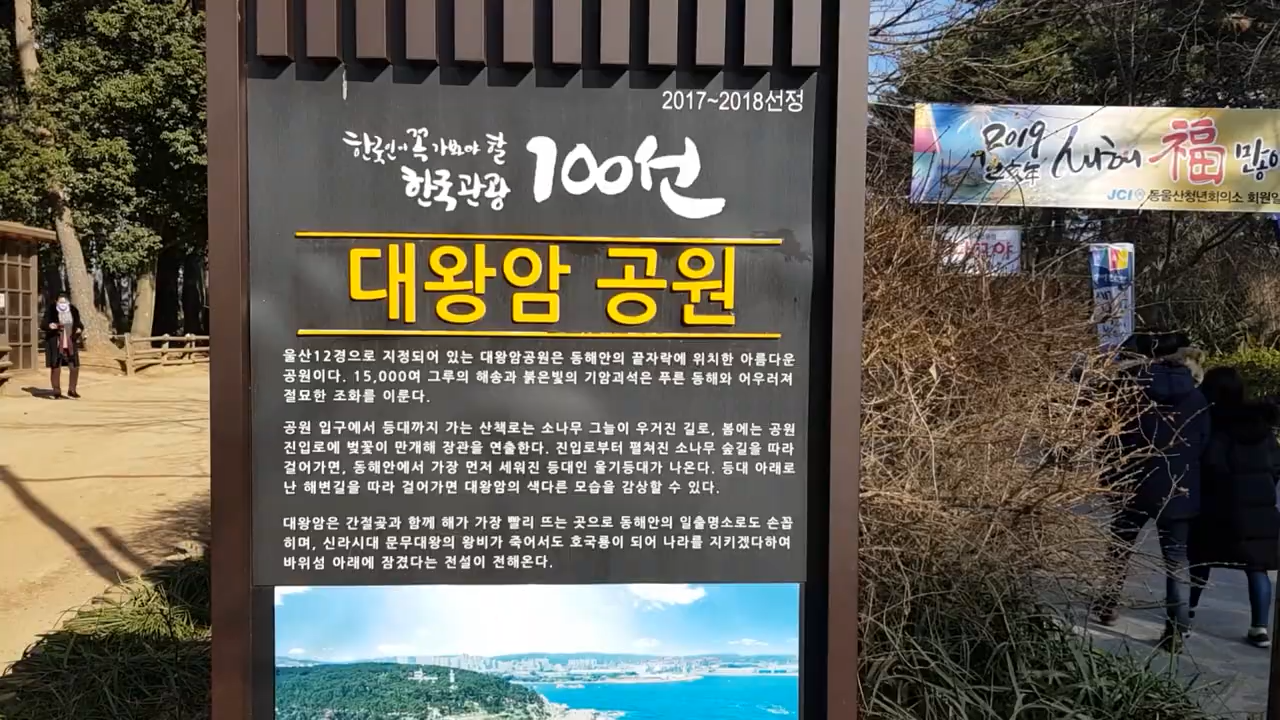 2017~2018선정
한국인이 꼭 가봐야 할
한국관광 100선
대왕암 공원
울산12경으로 지정되어 있는 대왕암공원은 동해안의 끝자락에 위치한 아름다운
공원이다. 15,000여 그루의 해송과 붉은빛의 기암괴석은 푸른 동해와 어우러져
절묘한 조화를 이룬다.
공원 입구에서 등대까지 가는 산책로는 소나무 그늘이 우거진 길로, 봄에는 공원
진입로에 벚꽃이 만개해 장관을 연출한다. 진입로부터 펼쳐진 소나무 숲길을 따라
걸어가면, 동해안에서 가장 먼저 세워진 등대인 울기등대가 나온다. 등대 아래로
난 해변길을 따라 걸어가면 대왕암의 색다른 모습을 감상할 수 있다.
대왕암은 간절곶과 함께 해가 가장 빨리 뜨는 곳으로 동해안의 일출명소로도 손꼽
히며, 신라시대 문무대왕의 왕비가 죽어서도 호국룡이 되어 나라를 지키겠다하여
바위섬 아래에 잠겼다는 전설이 전해온다.
2019 새해 福 많이
JCI 동울산청년회의소 회원